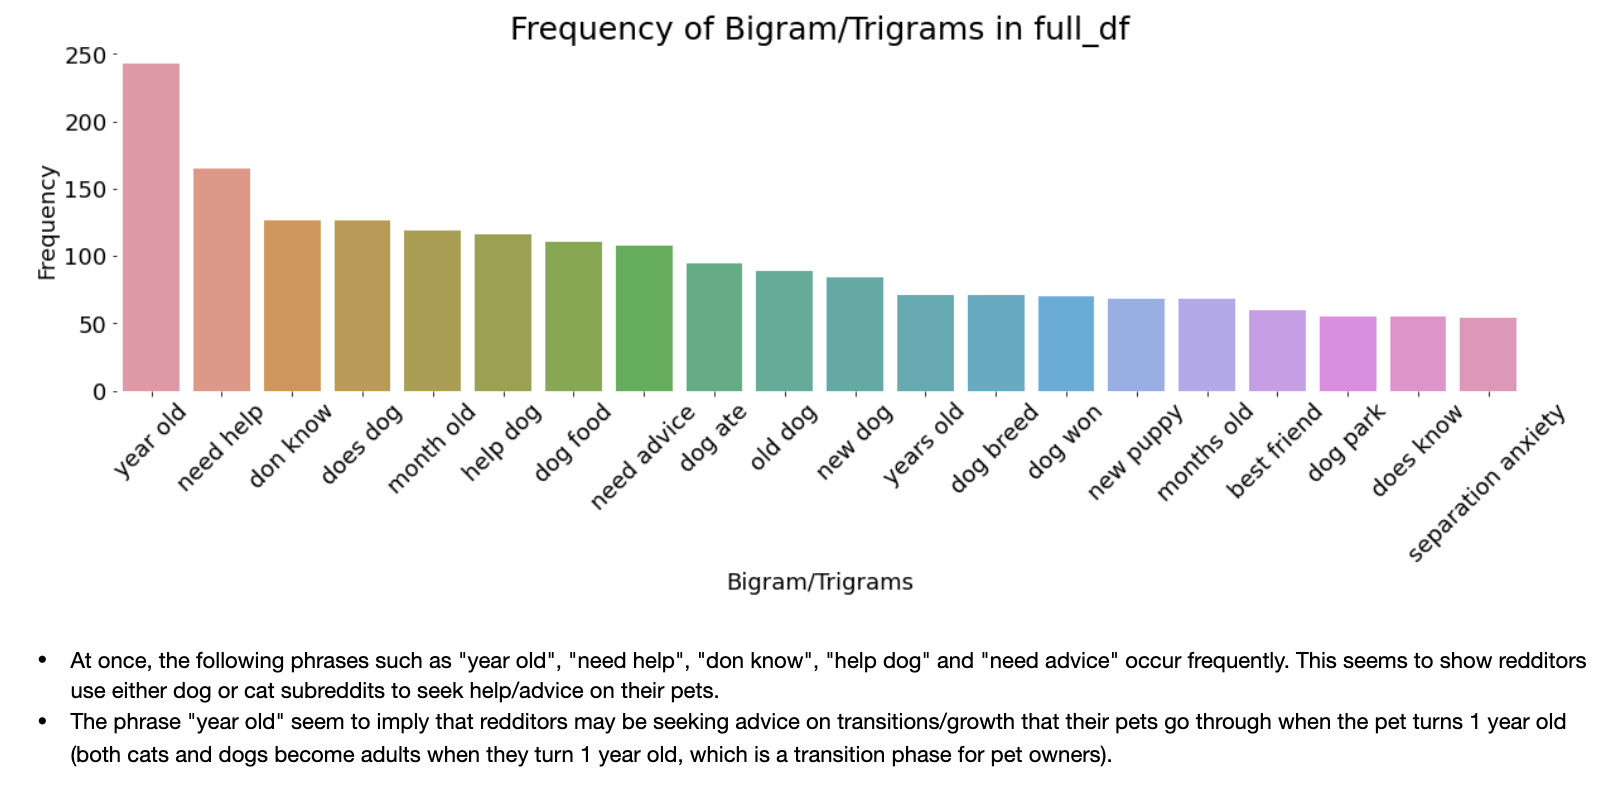 Frequency of Bigram/Trigrams in full_df
250
200
150
100
50
0
Frequency
year old
need help
don know
does dog
month old
help dog
dog food
need advice
dog ate
old dog
new dog
years old
dog breed
dog won
new puppy
months old
best friend
dog park
does know
separation anxiety
Bigram/Trigrams
• At once, the following phrases such as "year old", "need help", "don know", "help dog" and "need advice" occur frequently. This seems to show redditors
use either dog or cat subreddits to seek help/advice on their pets.
• The phrase "year old" seem to imply that redditors may be seeking advice on transitions/growth that their pets go through when the pet turns 1 year old
(both cats and dogs become adults when they turn 1 year old, which is a transition phase for pet owners).